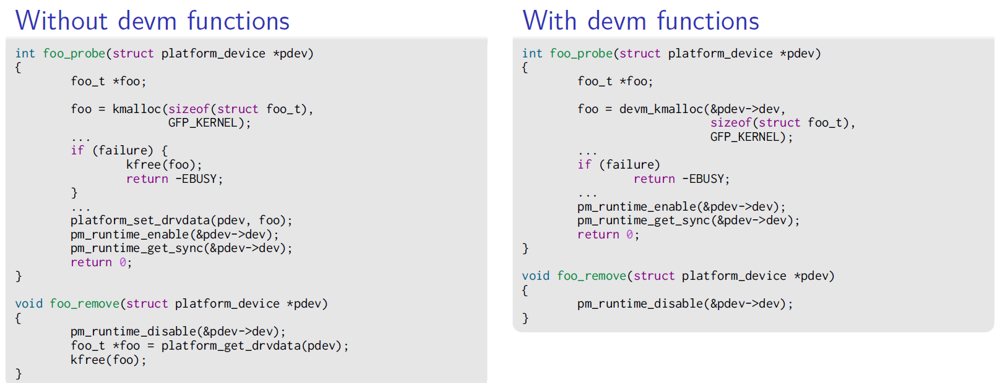 Without devm functions
int foo_probe(struct platform_device *pdev)
{
        foo_t *foo;

        foo = kmalloc(sizeof(struct foo_t),
                      GFP_KERNEL);
        ...
        if (failure) {
                kfree(foo);
                return -EBUSY;
        }
        ...
        platform_set_drvdata(pdev, foo);
        pm_runtime_enable(&pdev->dev);
        pm_runtime_get_sync(&pdev->dev);
        return 0;
}

void foo_remove(struct platform_device *pdev)
{
        pm_runtime_disable(&pdev->dev);
        foo_t *foo = platform_get_drvdata(pdev);
        kfree(foo);
}
With devm functions
int foo_probe(struct platform_device *pdev)
{
        foo_t *foo;

        foo = devm_kmalloc(&pdev->dev,
                           sizeof(struct foo_t),
                           GFP_KERNEL);
        ...
        if (failure)
                return -EBUSY;
        ...
        pm_runtime_enable(&pdev->dev);
        pm_runtime_get_sync(&pdev->dev);
        return 0;
}

void foo_remove(struct platform_device *pdev)
{
        pm_runtime_disable(&pdev->dev);
}